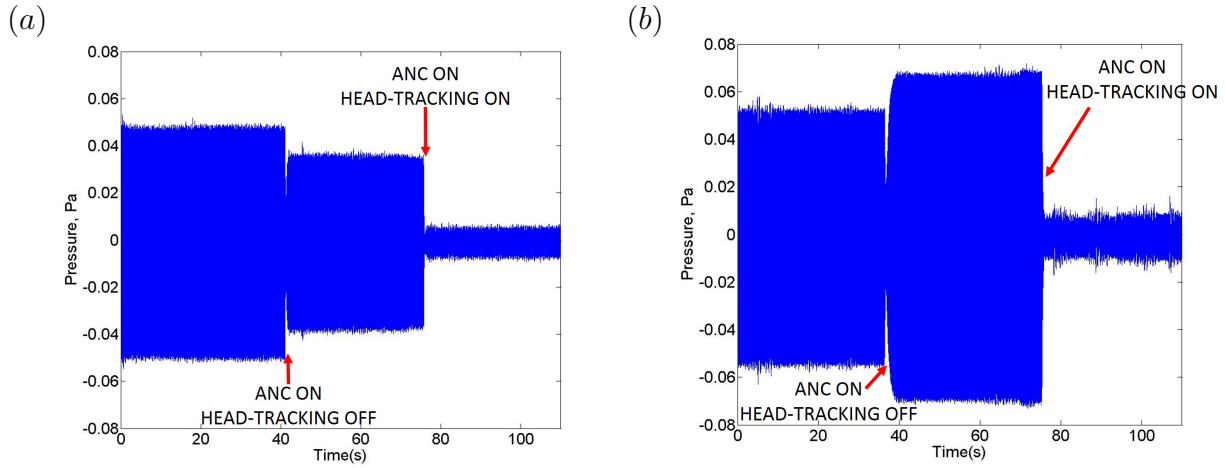 (a)
0.08
0.06
0.04
0.02
0
-0.02
-0.04
-0.06
-0.08
Pressure, Pa
0 20 40 60 80 100
Time(s)
ANC ON
HEAD-TRACKING ON
ANC ON
HEAD-TRACKING OFF
(b)
0.08
0.06
0.04
0.02
0
-0.02
-0.04
-0.06
-0.08
Pressure, Pa
0 20 40 60 80 100
Time(s)
ANC ON
HEAD-TRACKING ON
ANC ON
HEAD-TRACKING OFF